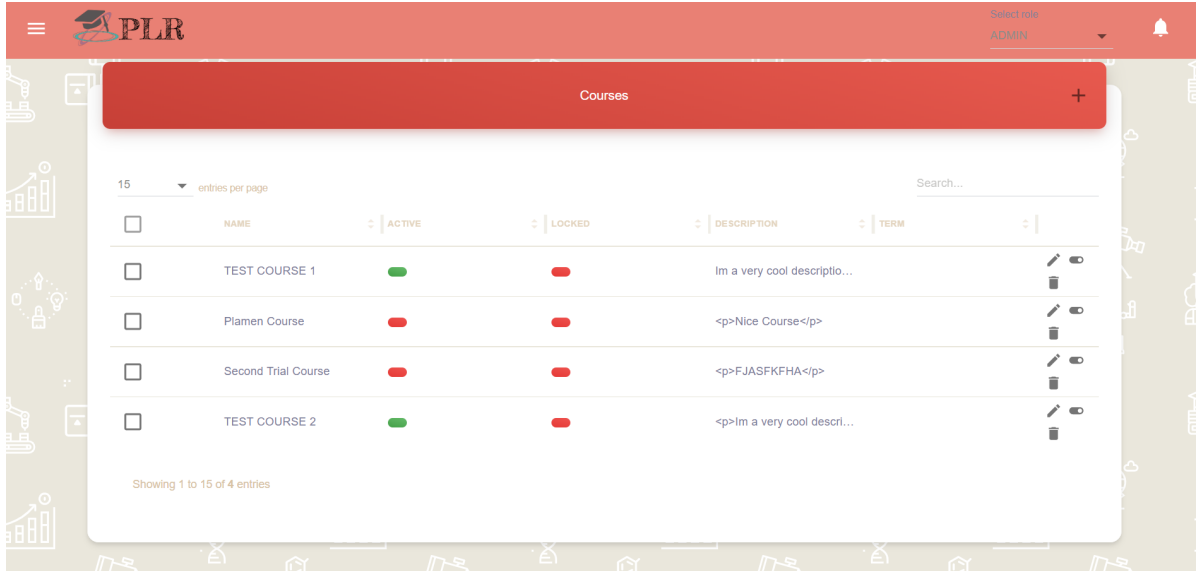 PLR
Select role
ADMIN
Courses
15 entries per page
Search...
NAME ACTIVE LOCKED DESCRIPTION TERM
TEST COURSE 1 Im a very cool descriptio...
Plamen Course <p>Nice Course</p>
Second Trial Course <p>FJASFKFHA</p>
TEST COURSE 2 <p>Im a very cool descri...
Showing 1 to 15 of 4 entries